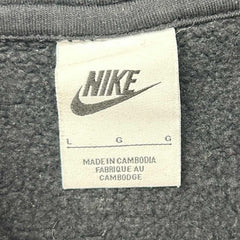 NIKE
L G G
MADE IN CAMBODIA
FABRIQUE AU
CAMBODGE